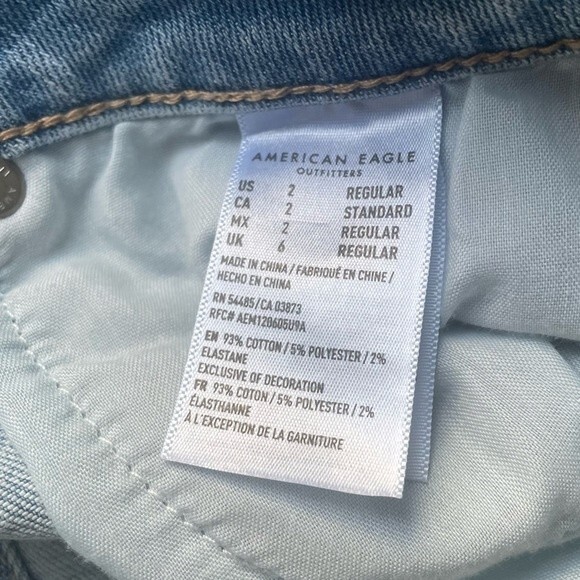 AMERICAN EAGLE
OUTFITTERS
US 2 REGULAR
CA 2 STANDARD
MX 2 REGULAR
UK 6 REGULAR
MADE IN CHINA / FABRIQUÉ EN CHINE /
HECHO EN CHINA
RN 54485/CA 03873
RFC# AEM120605U9A
EN 93% COTTON / 5% POLYESTER / 2%
ELASTANE
EXCLUSIVE OF DECORATION
FR 93% COTON / 5% POLYESTER / 2%
ÉLASTHANNE
À L'EXCEPTION DE LA GARNITURE